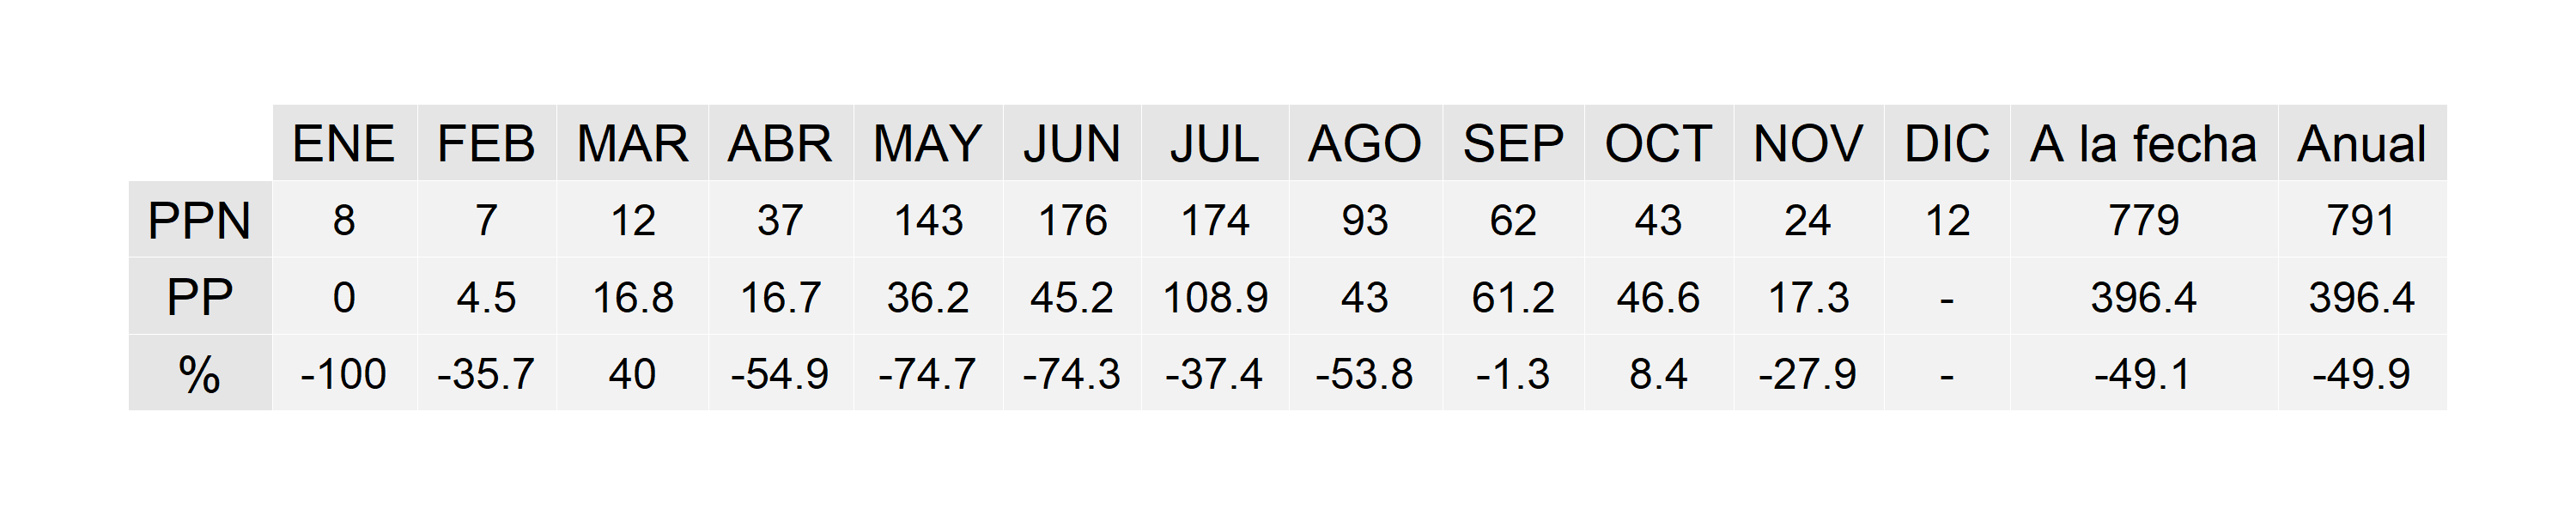 ENE FEB MAR ABR MAY JUN JUL AGO SEP OCT NOV DIC A la fecha Anual
PPN 8 7 12 37 143 176 174 93 62 43 24 12 779 791
PP 0 4.5 16.8 16.7 36.2 45.2 108.9 43 61.2 46.6 17.3 - 396.4 396.4
% -100 -35.7 40 -54.9 -74.7 -74.3 -37.4 -53.8 -1.3 8.4 -27.9 - -49.1 -49.9